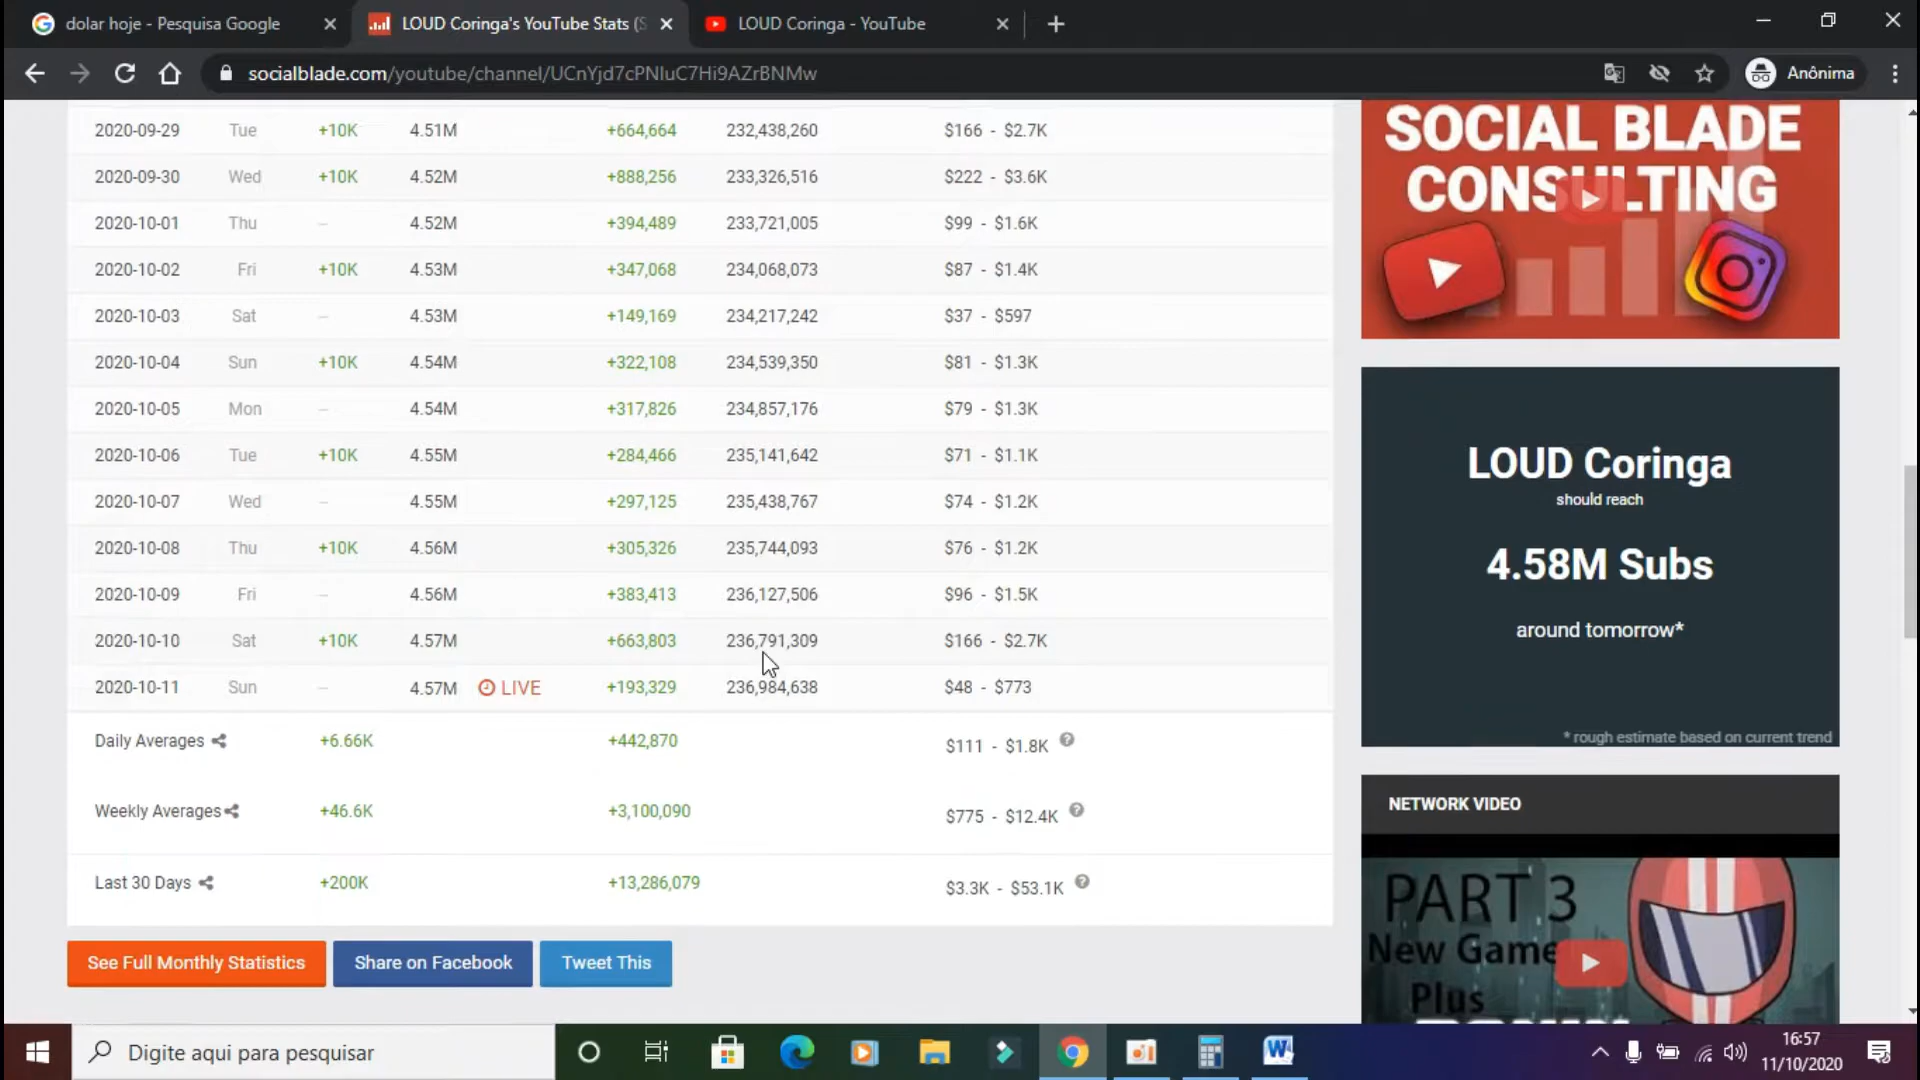 dolar hoje - Pesquisa Google
LOUD Coringa's YouTube Stats (S
LOUD Coringa - YouTube
socialblade.com/youtube/channel/UCnYjd7cPNIuC7Hi9AZrBNMw
Anônima
2020-09-29 Tue +10K 4.51M +664,664 232,438,260 $166 - $2.7K
2020-09-30 Wed +10K 4.52M +888,256 233,326,516 $222 - $3.6K
2020-10-01 Thu -- 4.52M +394,489 233,721,005 $99 - $1.6K
2020-10-02 Fri +10K 4.53M +347,068 234,068,073 $87 - $1.4K
2020-10-03 Sat -- 4.53M +149,169 234,217,242 $37 - $597
2020-10-04 Sun +10K 4.54M +322,108 234,539,350 $81 - $1.3K
2020-10-05 Mon -- 4.54M +317,826 234,857,176 $79 - $1.3K
2020-10-06 Tue +10K 4.55M +284,466 235,141,642 $71 - $1.1K
2020-10-07 Wed -- 4.55M +297,125 235,438,767 $74 - $1.2K
2020-10-08 Thu +10K 4.56M +305,326 235,744,093 $76 - $1.2K
2020-10-09 Fri -- 4.56M +383,413 236,127,506 $96 - $1.5K
2020-10-10 Sat +10K 4.57M +663,803 236,791,309 $166 - $2.7K
2020-10-11 Sun -- 4.57M LIVE +193,329 236,984,638 $48 - $773
Daily Averages +6.66K +442,870 $111 - $1.8K
Weekly Averages +46.6K +3,100,090 $775 - $12.4K
Last 30 Days +200K +13,286,079 $3.3K - $53.1K
See Full Monthly Statistics
Share on Facebook
Tweet This
SOCIAL BLADE
CONSULTING
LOUD Coringa
should reach
4.58M Subs
around tomorrow*
* rough estimate based on current trend
NETWORK VIDEO
PART 3
New Game
Plus
Digite aqui para pesquisar
16:57
11/10/2020